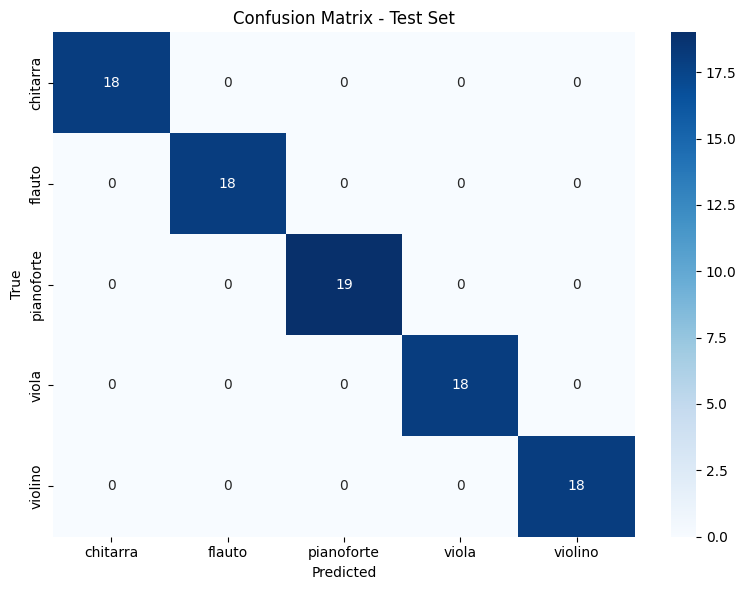 Confusion Matrix - Test Set
True
chitarra 18 0 0 0 0
flauto 0 18 0 0 0
pianoforte 0 0 19 0 0
viola 0 0 0 18 0
violino 0 0 0 0 18
chitarra flauto pianoforte viola violino
Predicted
17.5
15.0
12.5
10.0
7.5
5.0
2.5
0.0